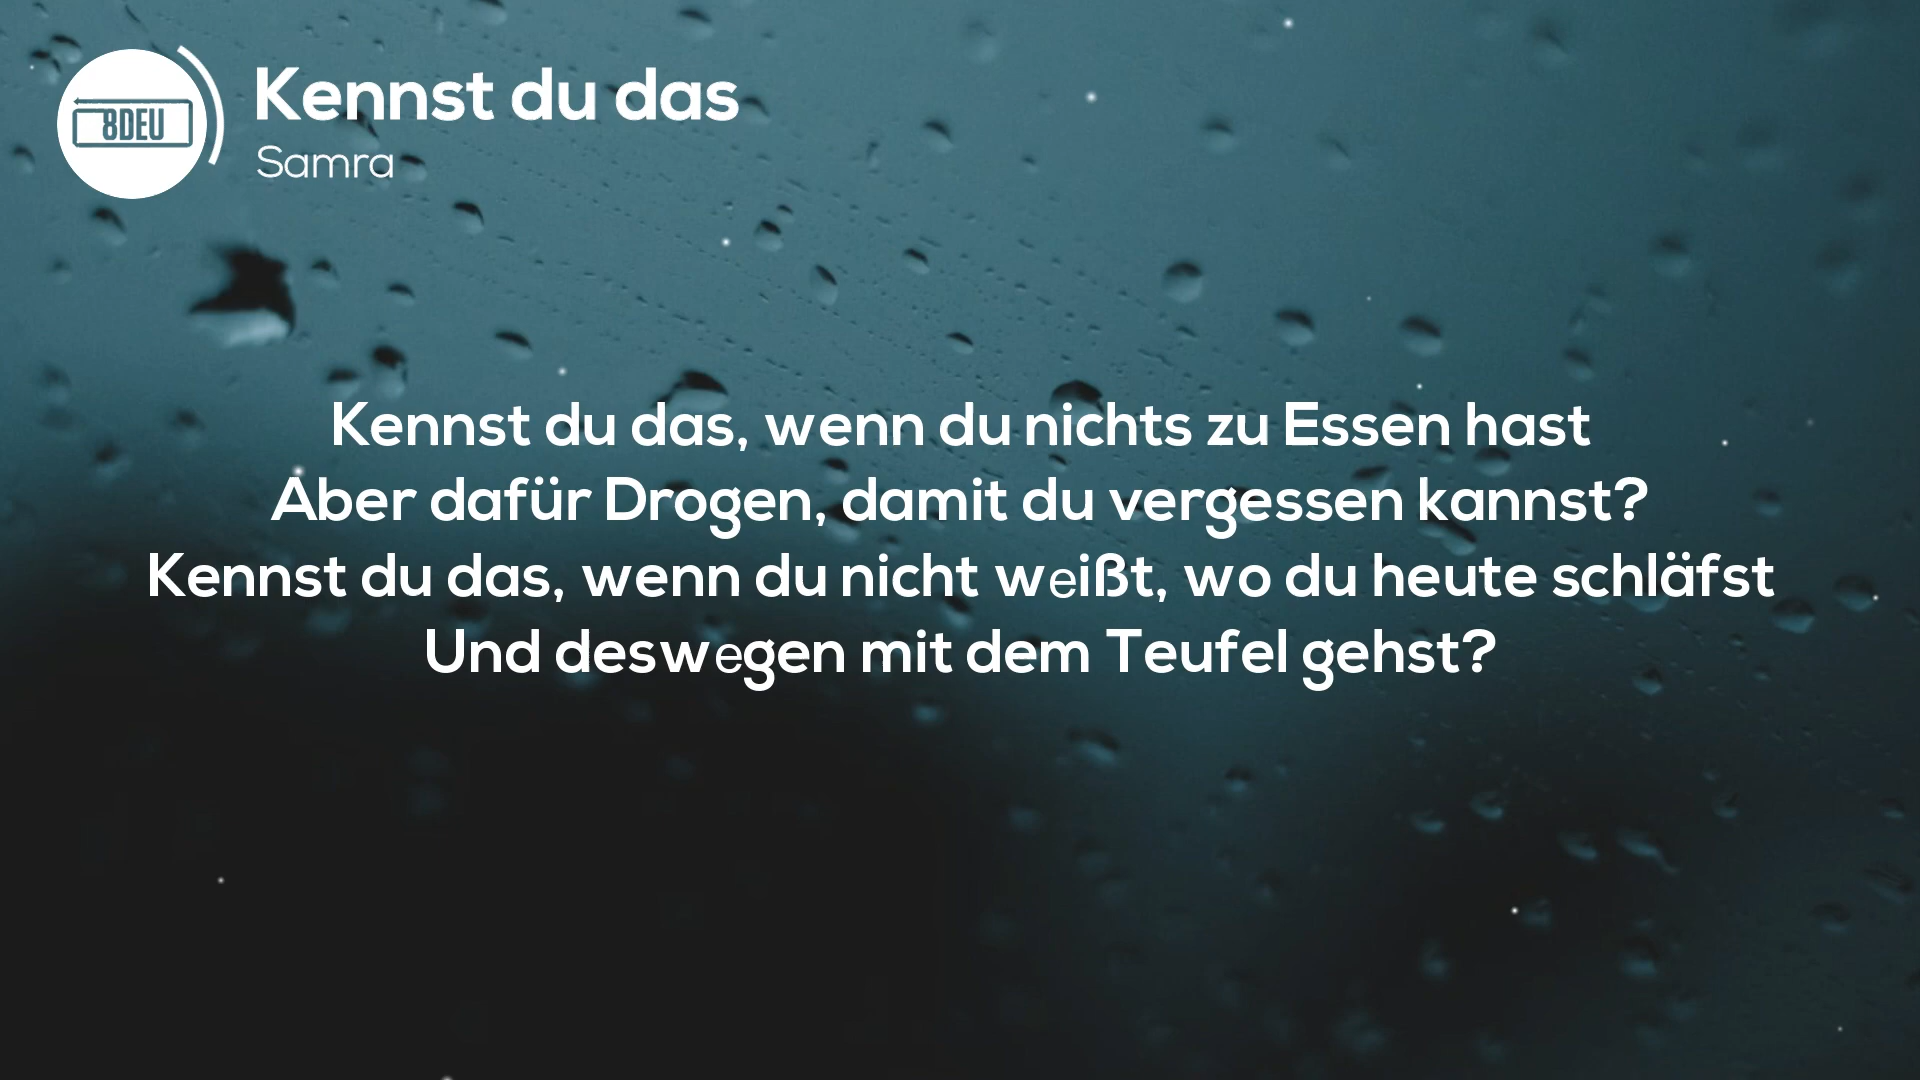 8DEU
Kennst du das
Samra
Kennst du das, wenn du nichts zu Essen hast
Aber dafür Drogen, damit du vergessen kannst?
Kennst du das, wenn du nicht weißt, wo du heute schläfst
Und deswegen mit dem Teufel gehst?